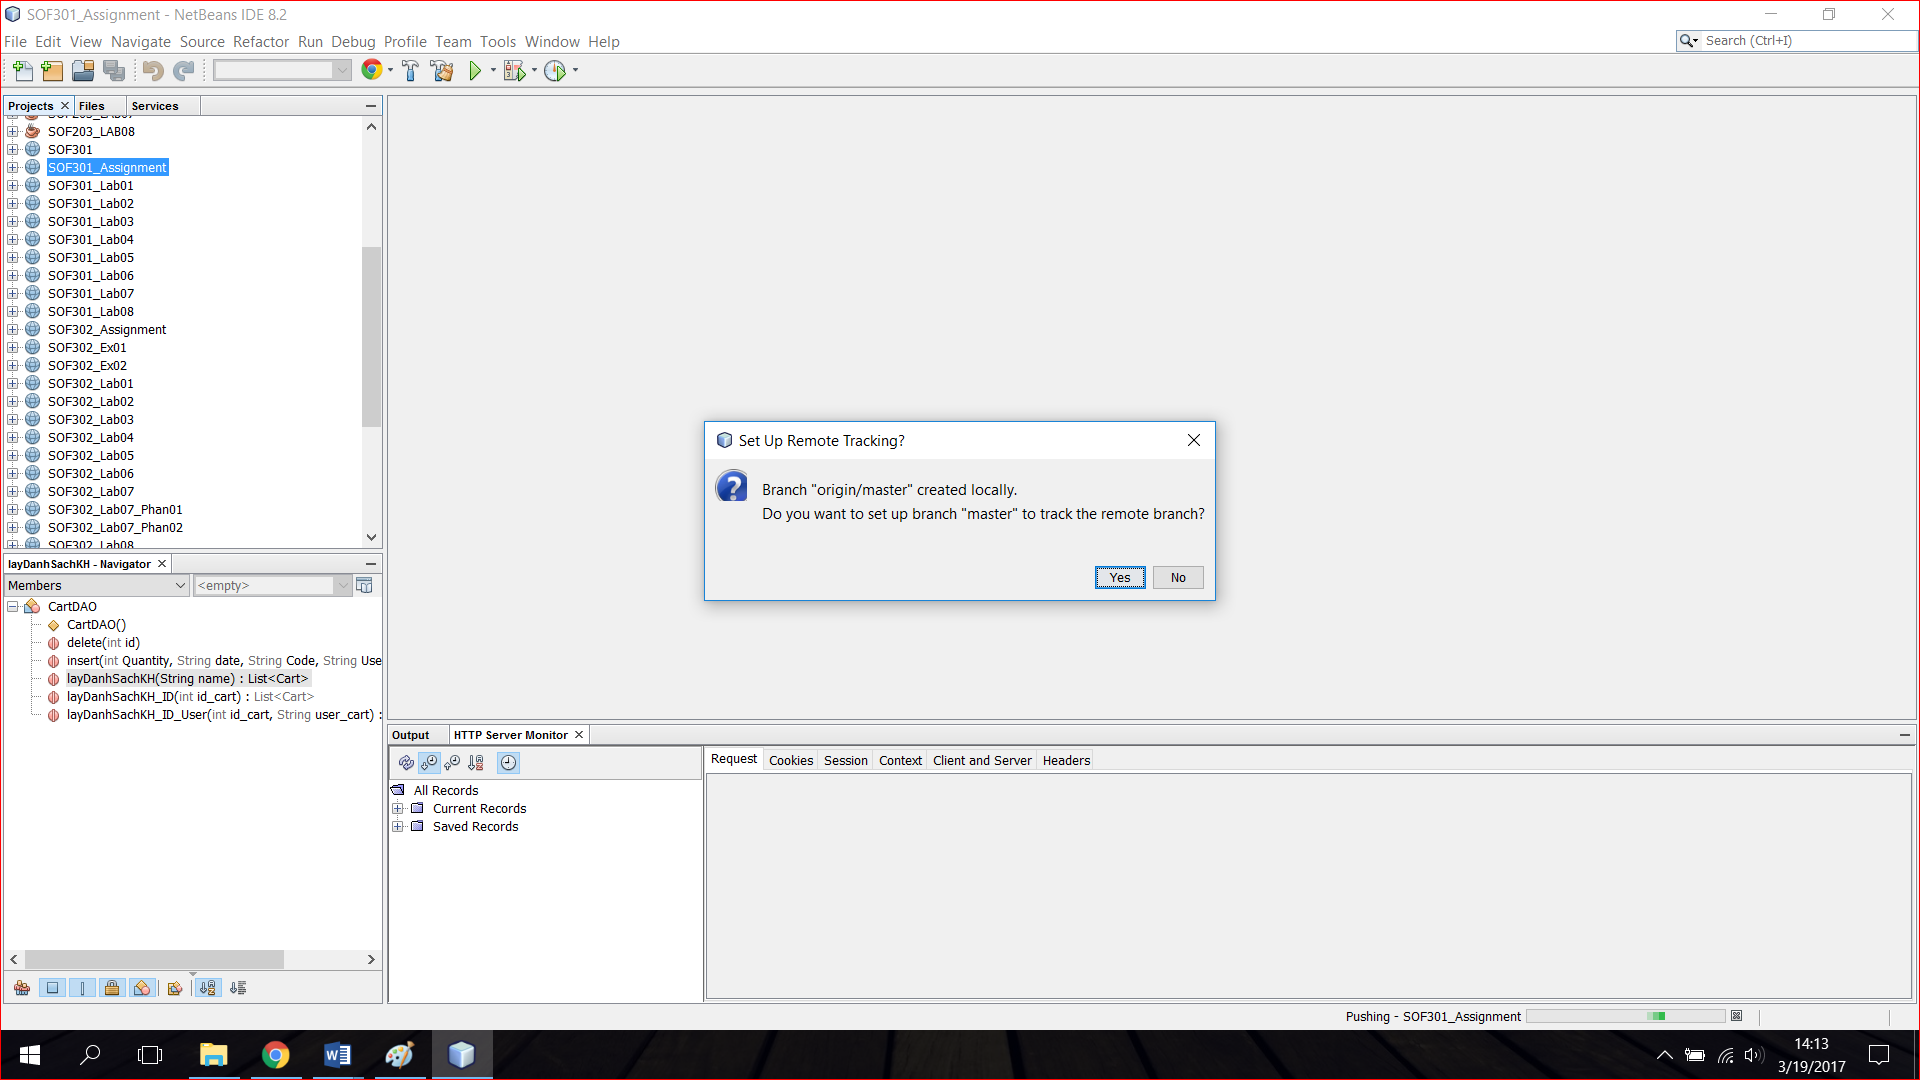 SOF301_Assignment - NetBeans IDE 8.2
File Edit View Navigate Source Refactor Run Debug Profile Team Tools Window Help
Search (Ctrl+I)
Projects Files Services
SOF203_LAB07
SOF203_LAB08
SOF301
SOF301_Assignment
SOF301_Lab01
SOF301_Lab02
SOF301_Lab03
SOF301_Lab04
SOF301_Lab05
SOF301_Lab06
SOF301_Lab07
SOF301_Lab08
SOF302_Assignment
SOF302_Ex01
SOF302_Ex02
SOF302_Lab01
SOF302_Lab02
SOF302_Lab03
SOF302_Lab04
SOF302_Lab05
SOF302_Lab06
SOF302_Lab07
SOF302_Lab07_Phan01
SOF302_Lab07_Phan02
SOF302_Lab08
Set Up Remote Tracking?
Branch "origin/master" created locally.
Do you want to set up branch "master" to track the remote branch?
Yes No
layDanhSachKH - Navigator
Members <empty>
CartDAO
CartDAO()
delete(int id)
insert(int Quantity, String date, String Code, String Use
layDanhSachKH(String name) : List<Cart>
layDanhSachKH_ID(int id_cart) : List<Cart>
layDanhSachKH_ID_User(int id_cart, String user_cart) :
Output HTTP Server Monitor
Request Cookies Session Context Client and Server Headers
All Records
Current Records
Saved Records
Pushing - SOF301_Assignment
14:13
3/19/2017